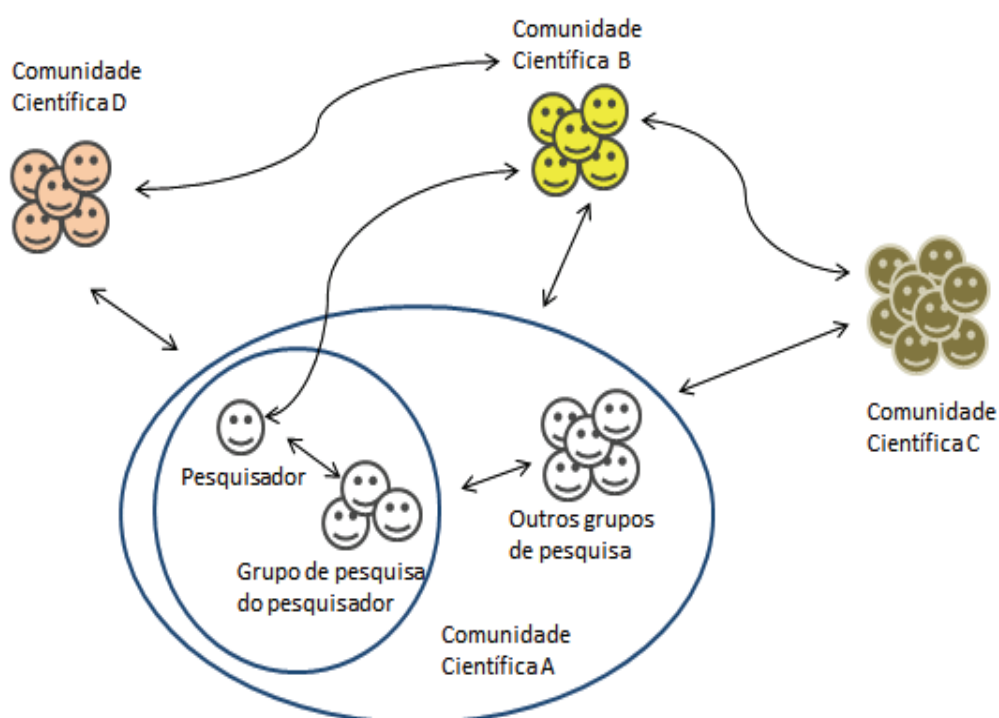 Comunidade
Científica B
Comunidade
Científica D
Comunidade
Científica C
Pesquisador
Grupo de pesquisa
do pesquisador
Outros grupos
de pesquisa
Comunidade
Científica A